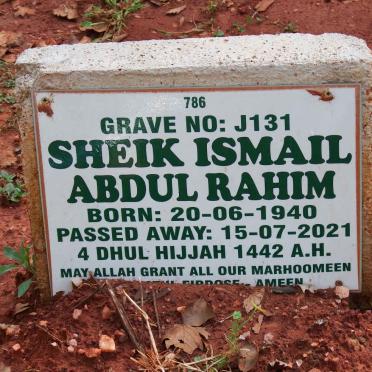 786
GRAVE NO: J131
SHEIK ISMAIL
ABDUL RAHIM
BORN: 20-06-1940
PASSED AWAY: 15-07-2021
4 DHUL HIJJAH 1442 A.H.
MAY ALLAH GRANT ALL OUR MARHOOMEEN
FIRDOSE.. AMEEN